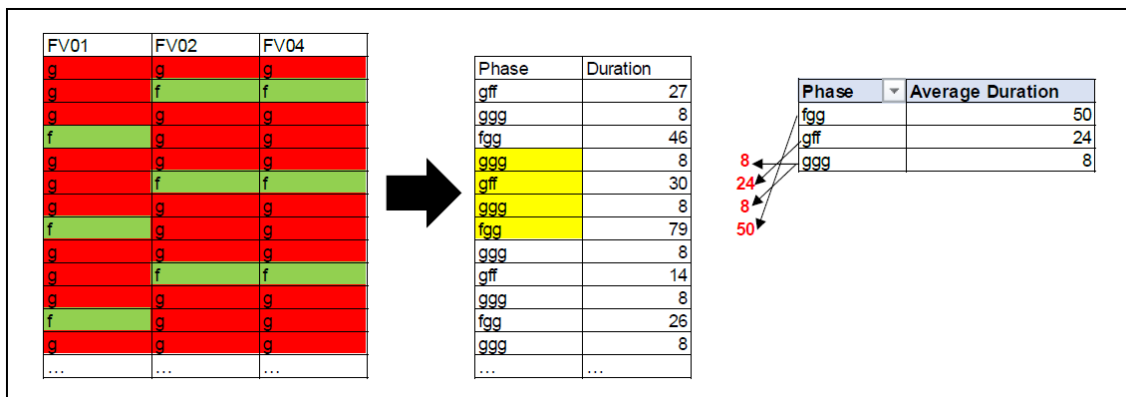 FV01 FV02 FV04
g g g
g f f
g g g
f g g
g g g
g f f
g g g
f g g
g g g
g f f
g g g
f g g
g g g
... ... ...
Phase Duration
gff 27
ggg 8
fgg 46
ggg 8
gff 30
ggg 8
fgg 79
ggg 8
gff 14
ggg 8
fgg 26
ggg 8
... ...
8
24
8
50
Phase Average Duration
fgg 50
gff 24
ggg 8